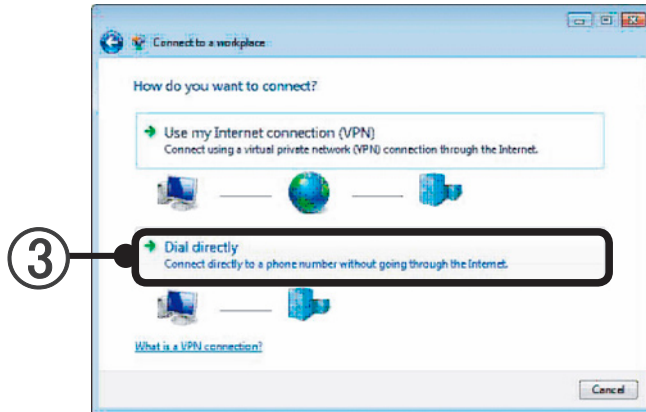 Connect to a workplace
How do you want to connect?
Use my Internet connection (VPN)
Connect using a virtual private network (VPN) connection through the Internet.
3
Dial directly
Connect directly to a phone number without going through the Internet.
What is a VPN connection?
Cancel